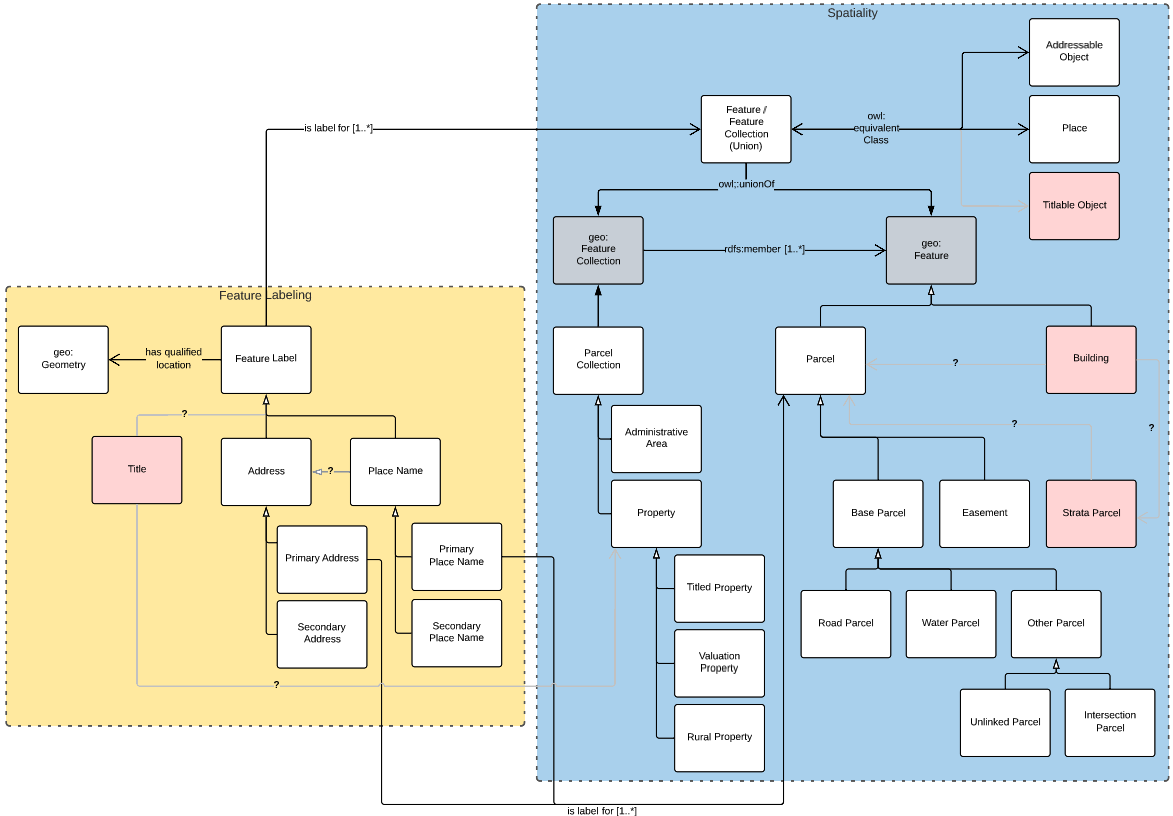 Spatiality
Addressable
Object
Feature /
Feature
Collection
(Union)
owl:
equivalent
Class
Place
is label for [1..*]
owl;:unionOf
Titlable Object
geo:
Feature
Collection
rdfs:member [1..*]
geo:
Feature
Feature Labeling
geo:
Geometry
has qualified
location
Feature Label
Parcel
Collection
Parcel
?
Building
?
Title
Address
?
Place Name
Administrative
Area
?
?
Primary Address
Primary
Place Name
Property
Base Parcel
Easement
Strata Parcel
Secondary
Address
Secondary
Place Name
Titled Property
Valuation
Property
Rural Property
Road Parcel
Water Parcel
Other Parcel
?
Unlinked Parcel
Intersection
Parcel
is label for [1..*]